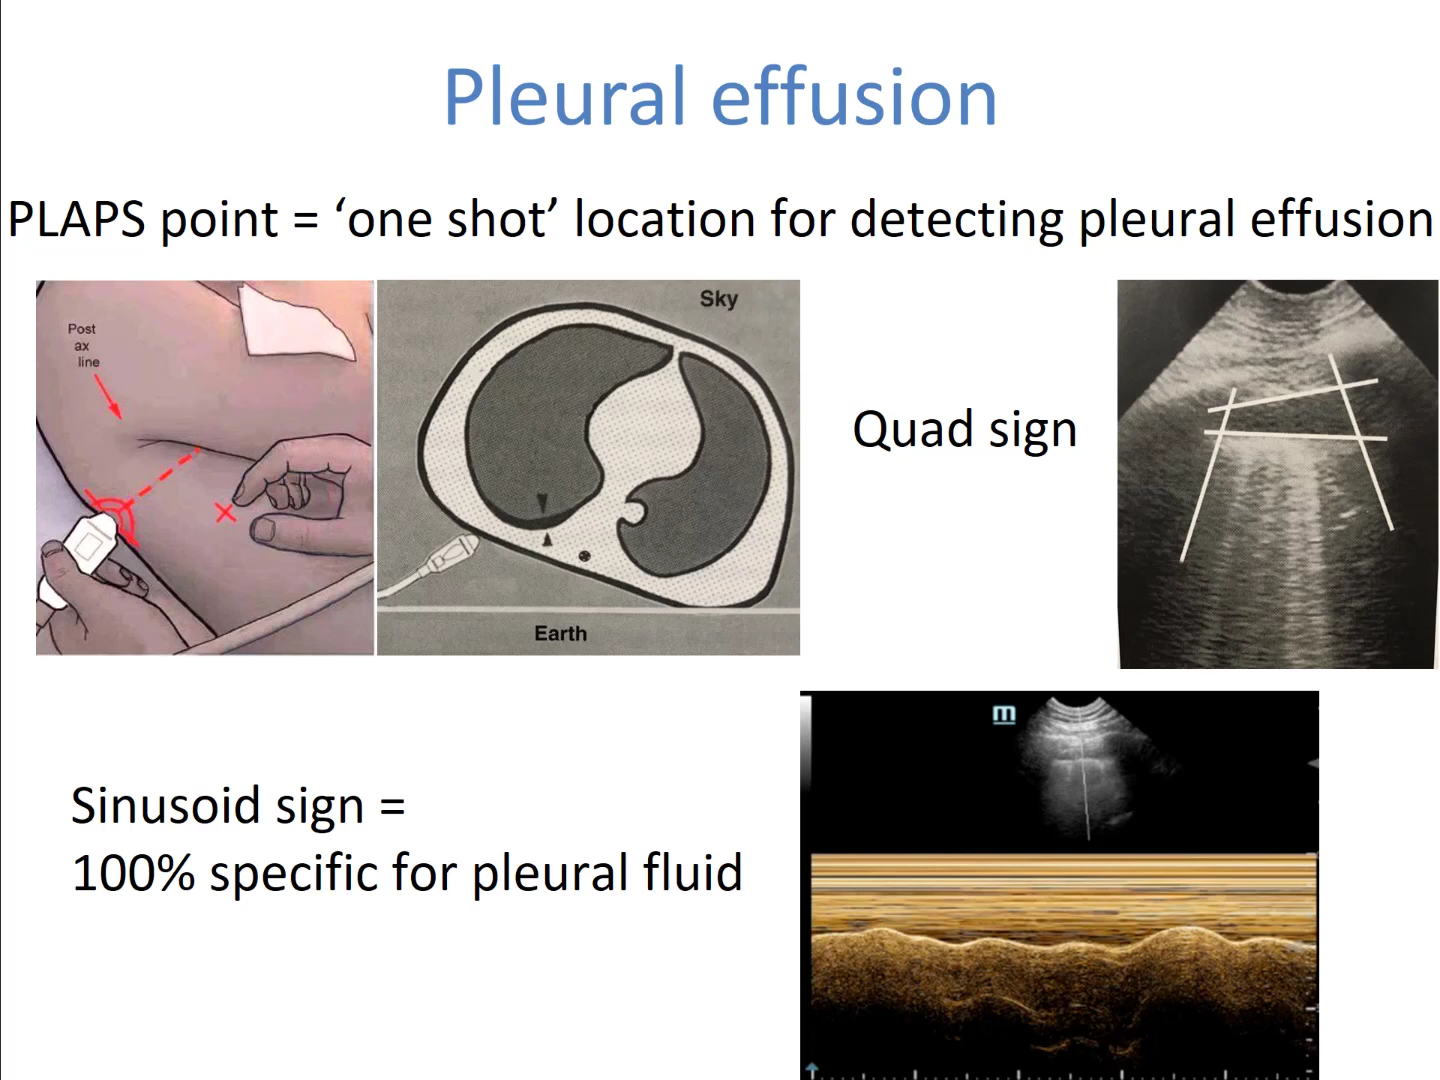 Pleural effusion
PLAPS point = ‘one shot’ location for detecting pleural effusion
Post
ax
line
Sky
Earth
Quad sign
Sinusoid sign =
100% specific for pleural fluid
m